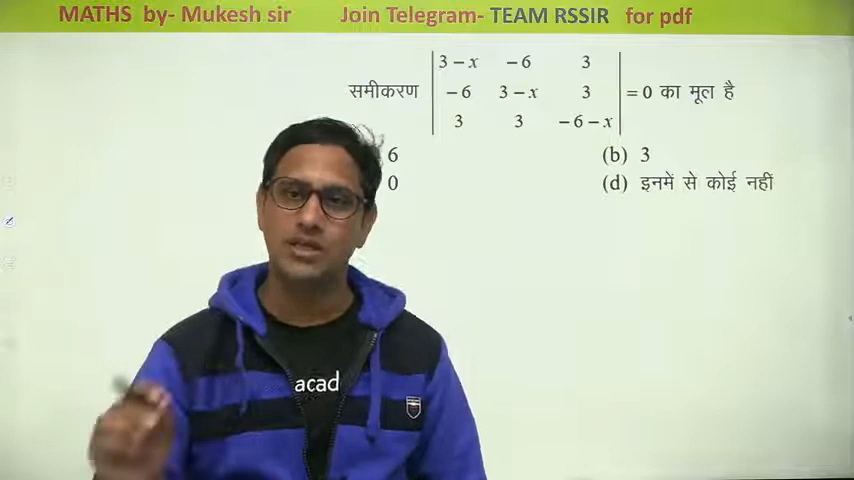 MATHS by- Mukesh sir Join Telegram- TEAM RSSIR for pdf
3 – x – 6 3
समीकरण – 6 3 – x 3 = 0 का मूल है
3 3 – 6 – x
6 (b) 3
0 (d) इनमें से कोई नहीं
acad